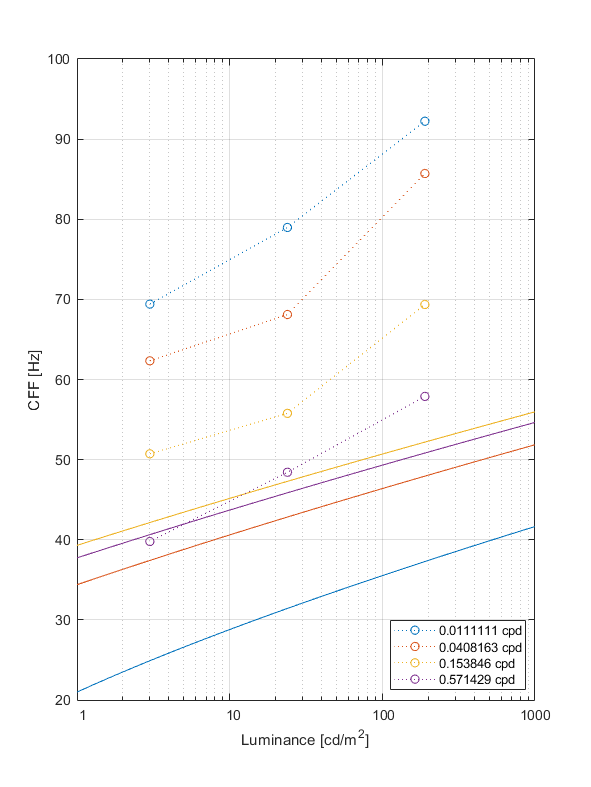 100
90
80
70
60
50
40
30
20
CFF [Hz]
1 10 100 1000
Luminance [cd/m²]
0.0111111 cpd
0.0408163 cpd
0.153846 cpd
0.571429 cpd